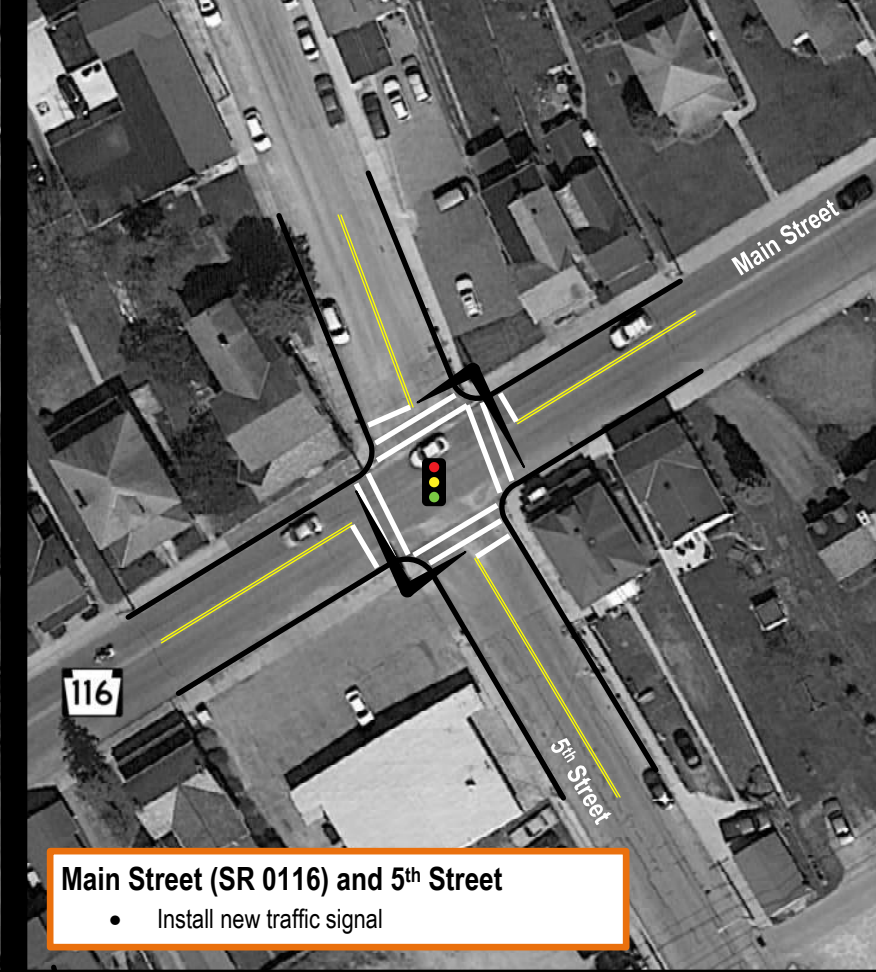 Main Street
116
5th Street
Main Street (SR 0116) and 5th Street
• Install new traffic signal